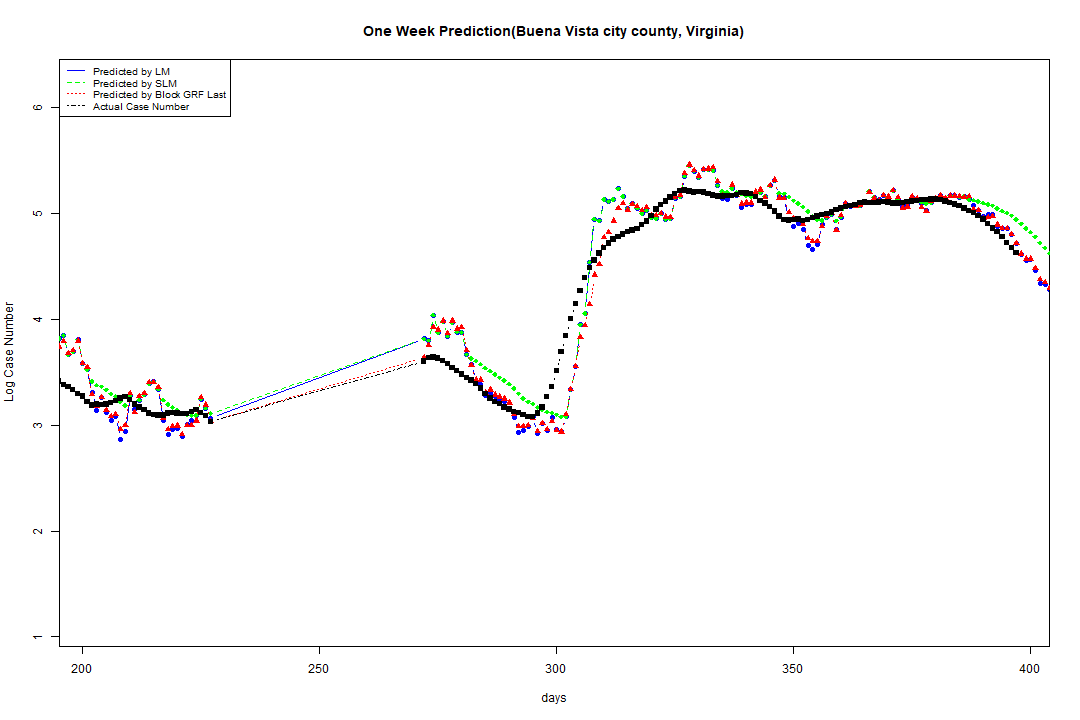 One Week Prediction(Buena Vista city county, Virginia)
Predicted by LM
Predicted by SLM
Predicted by Block GRF Last
Actual Case Number
Log Case Number
6
5
4
3
2
1
200 250 300 350 400
days